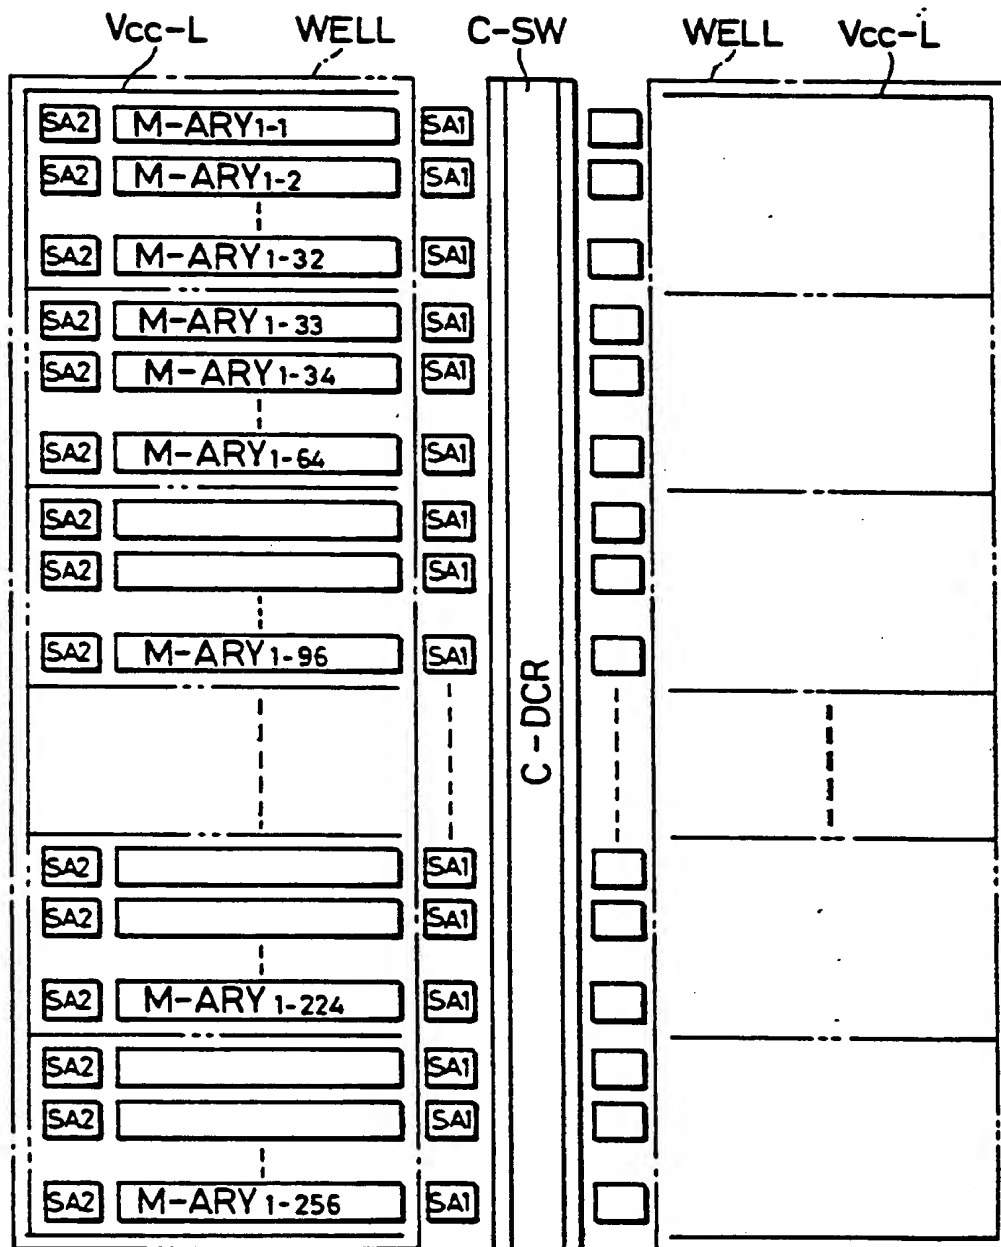 Vcc-L WELL C-SW WELL Vcc-L
SA2 M-ARY1-1 SA1
SA2 M-ARY1-2 SA1
SA2 M-ARY1-32 SA1
SA2 M-ARY1-33 SA1
SA2 M-ARY1-34 SA1
SA2 M-ARY1-64 SA1
SA2 SA1
SA2 SA1
SA2 M-ARY1-96 SA1
C-DCR
SA2 SA1
SA2 SA1
SA2 M-ARY1-224 SA1
SA2 SA1
SA2 SA1
SA2 M-ARY1-256 SA1